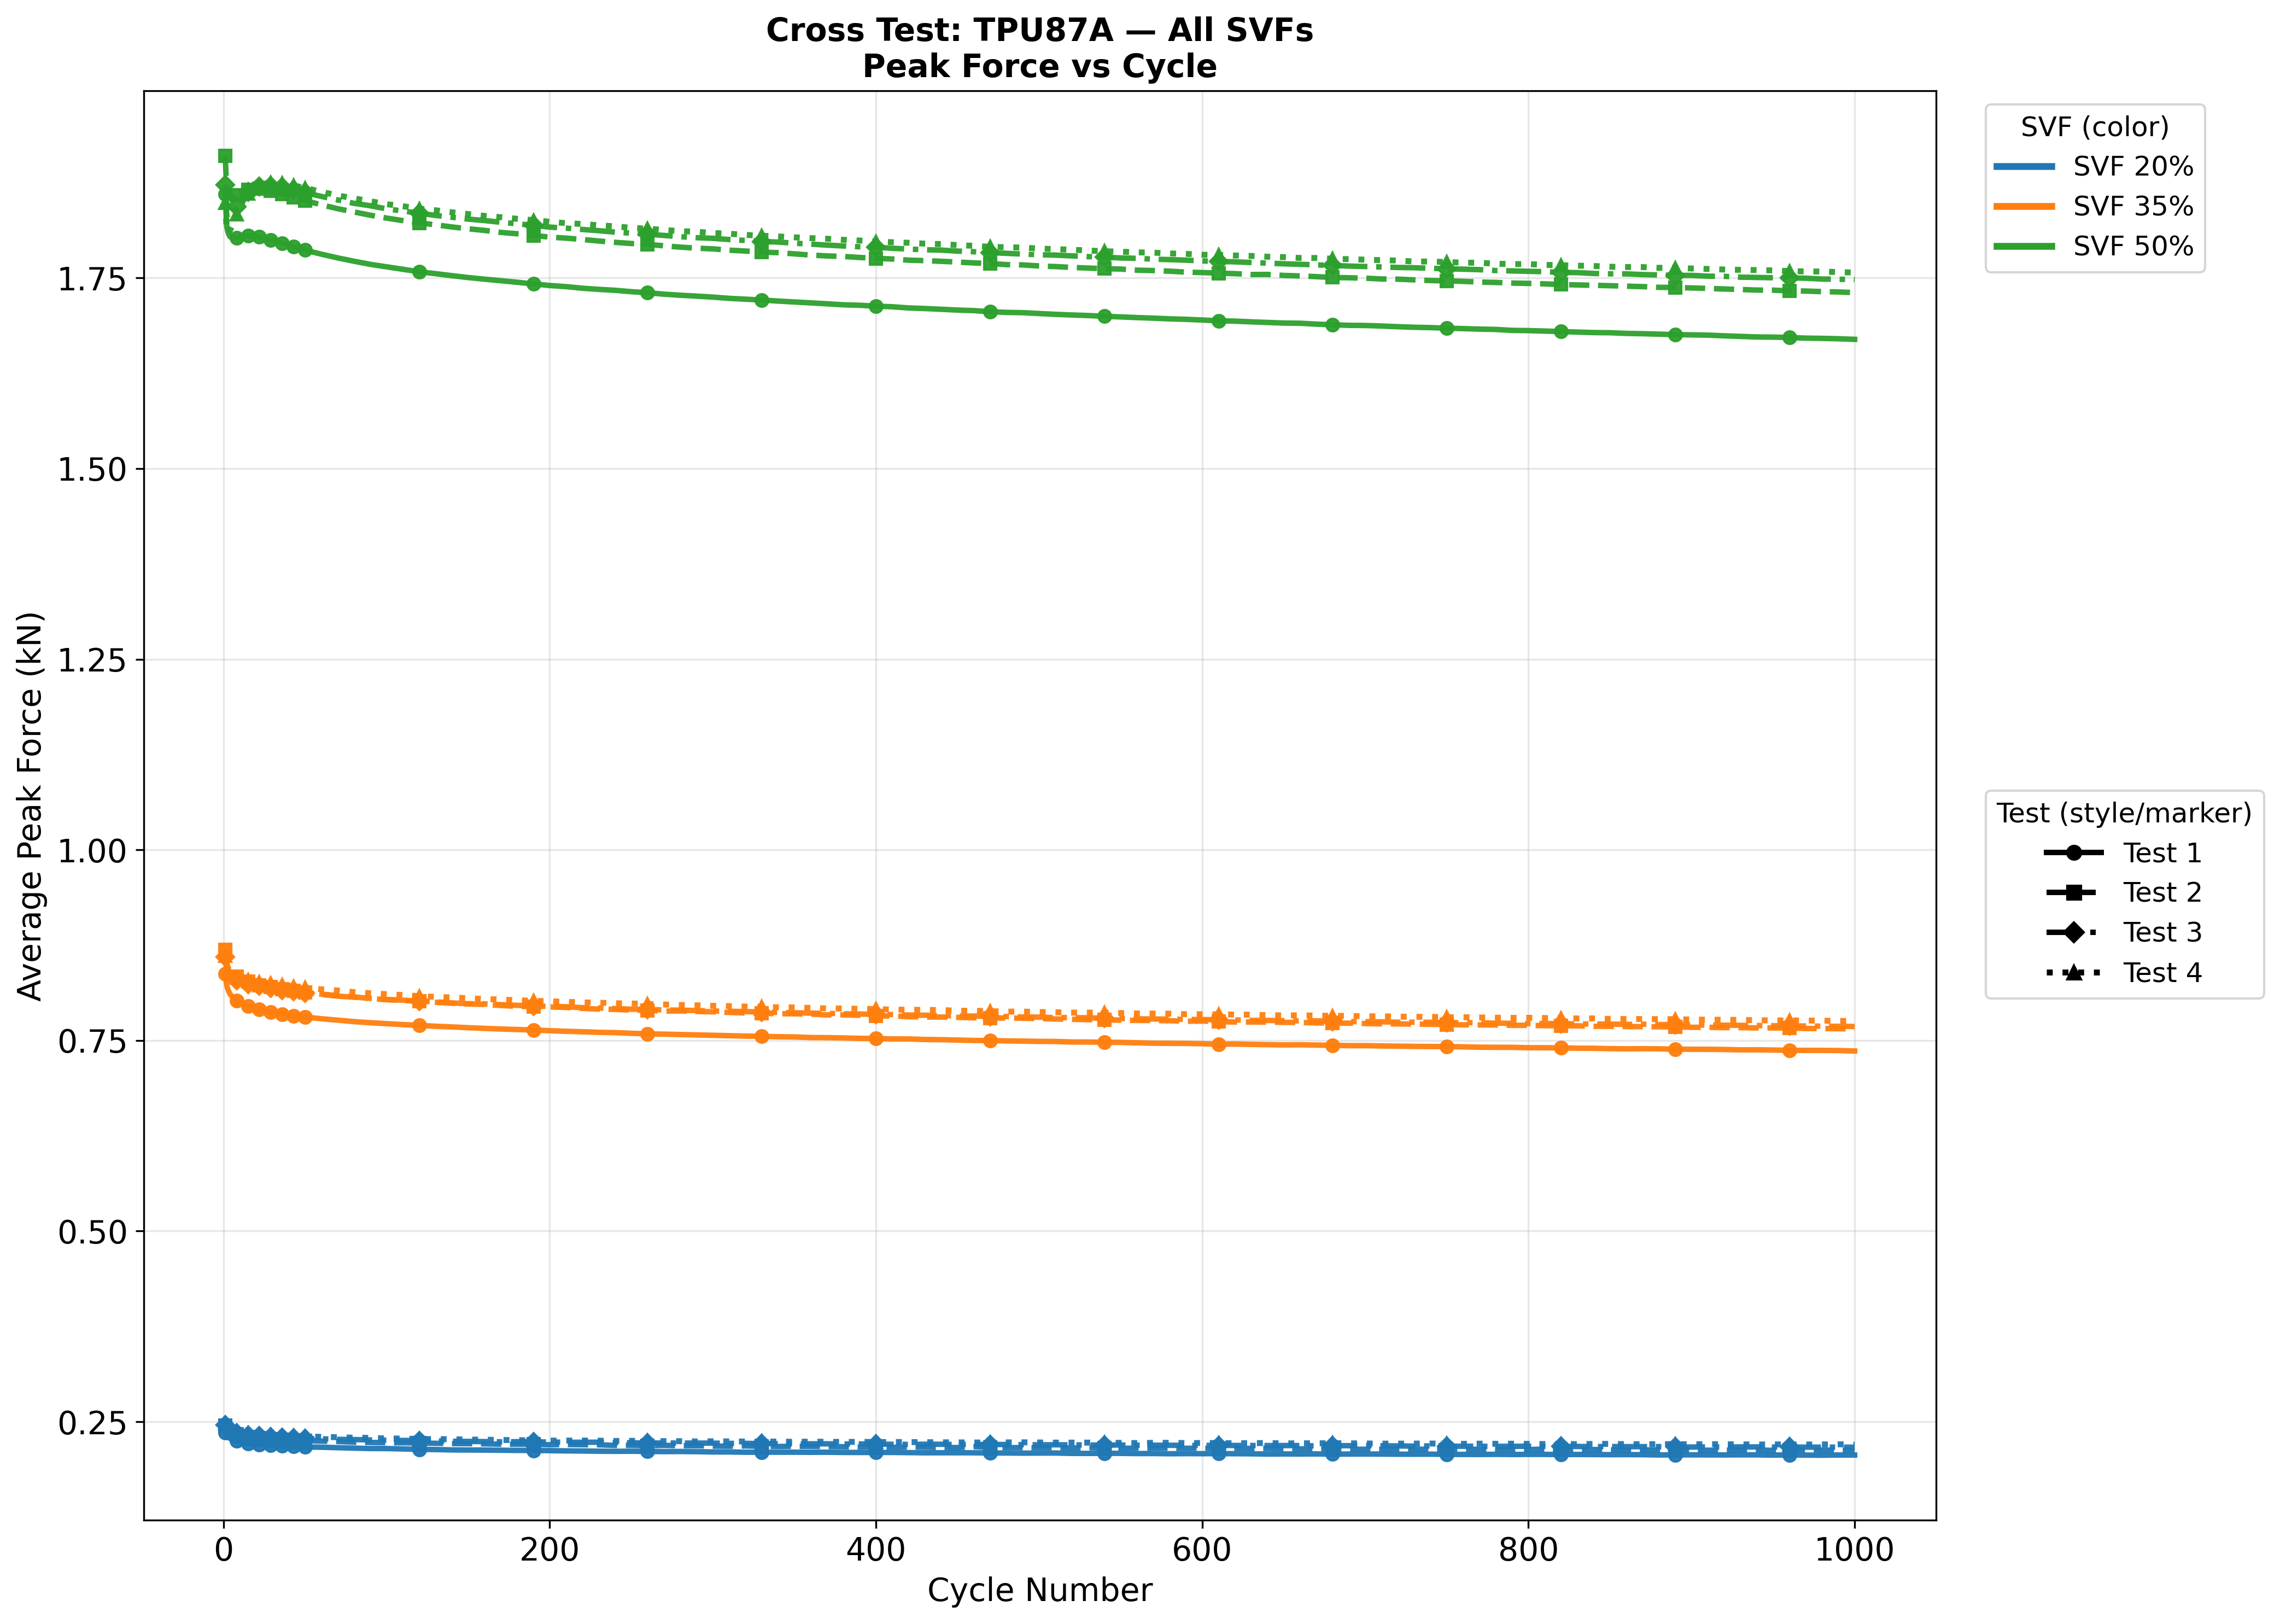 Cross Test: TPU87A — All SVFs
Peak Force vs Cycle
Average Peak Force (kN)
1.75
1.50
1.25
1.00
0.75
0.50
0.25
0
200
400
600
800
1000
Cycle Number
SVF (color)
SVF 20%
SVF 35%
SVF 50%
Test (style/marker)
Test 1
Test 2
Test 3
Test 4